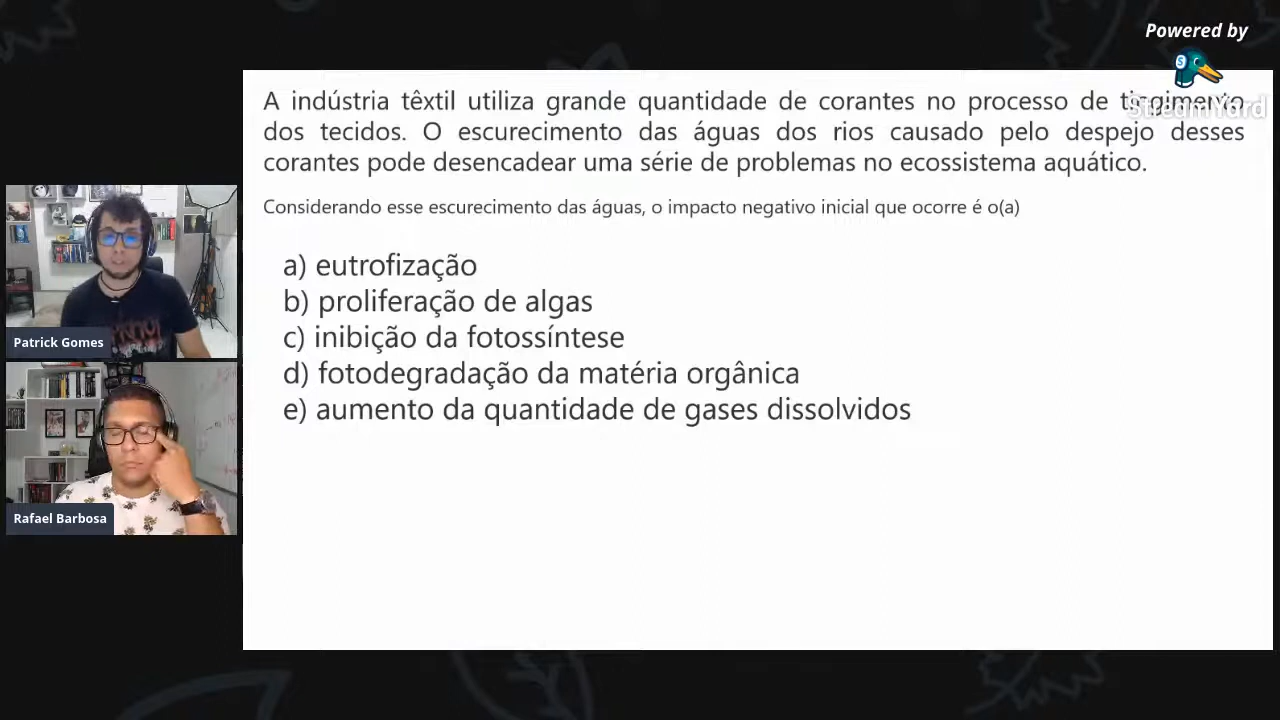 Powered by
StreamYard
A indústria têxtil utiliza grande quantidade de corantes no processo de tingimento
dos tecidos. O escurecimento das águas dos rios causado pelo despejo desses
corantes pode desencadear uma série de problemas no ecossistema aquático.
Considerando esse escurecimento das águas, o impacto negativo inicial que ocorre é o(a)
a) eutrofização
b) proliferação de algas
c) inibição da fotossíntese
d) fotodegradação da matéria orgânica
e) aumento da quantidade de gases dissolvidos
Patrick Gomes
Rafael Barbosa